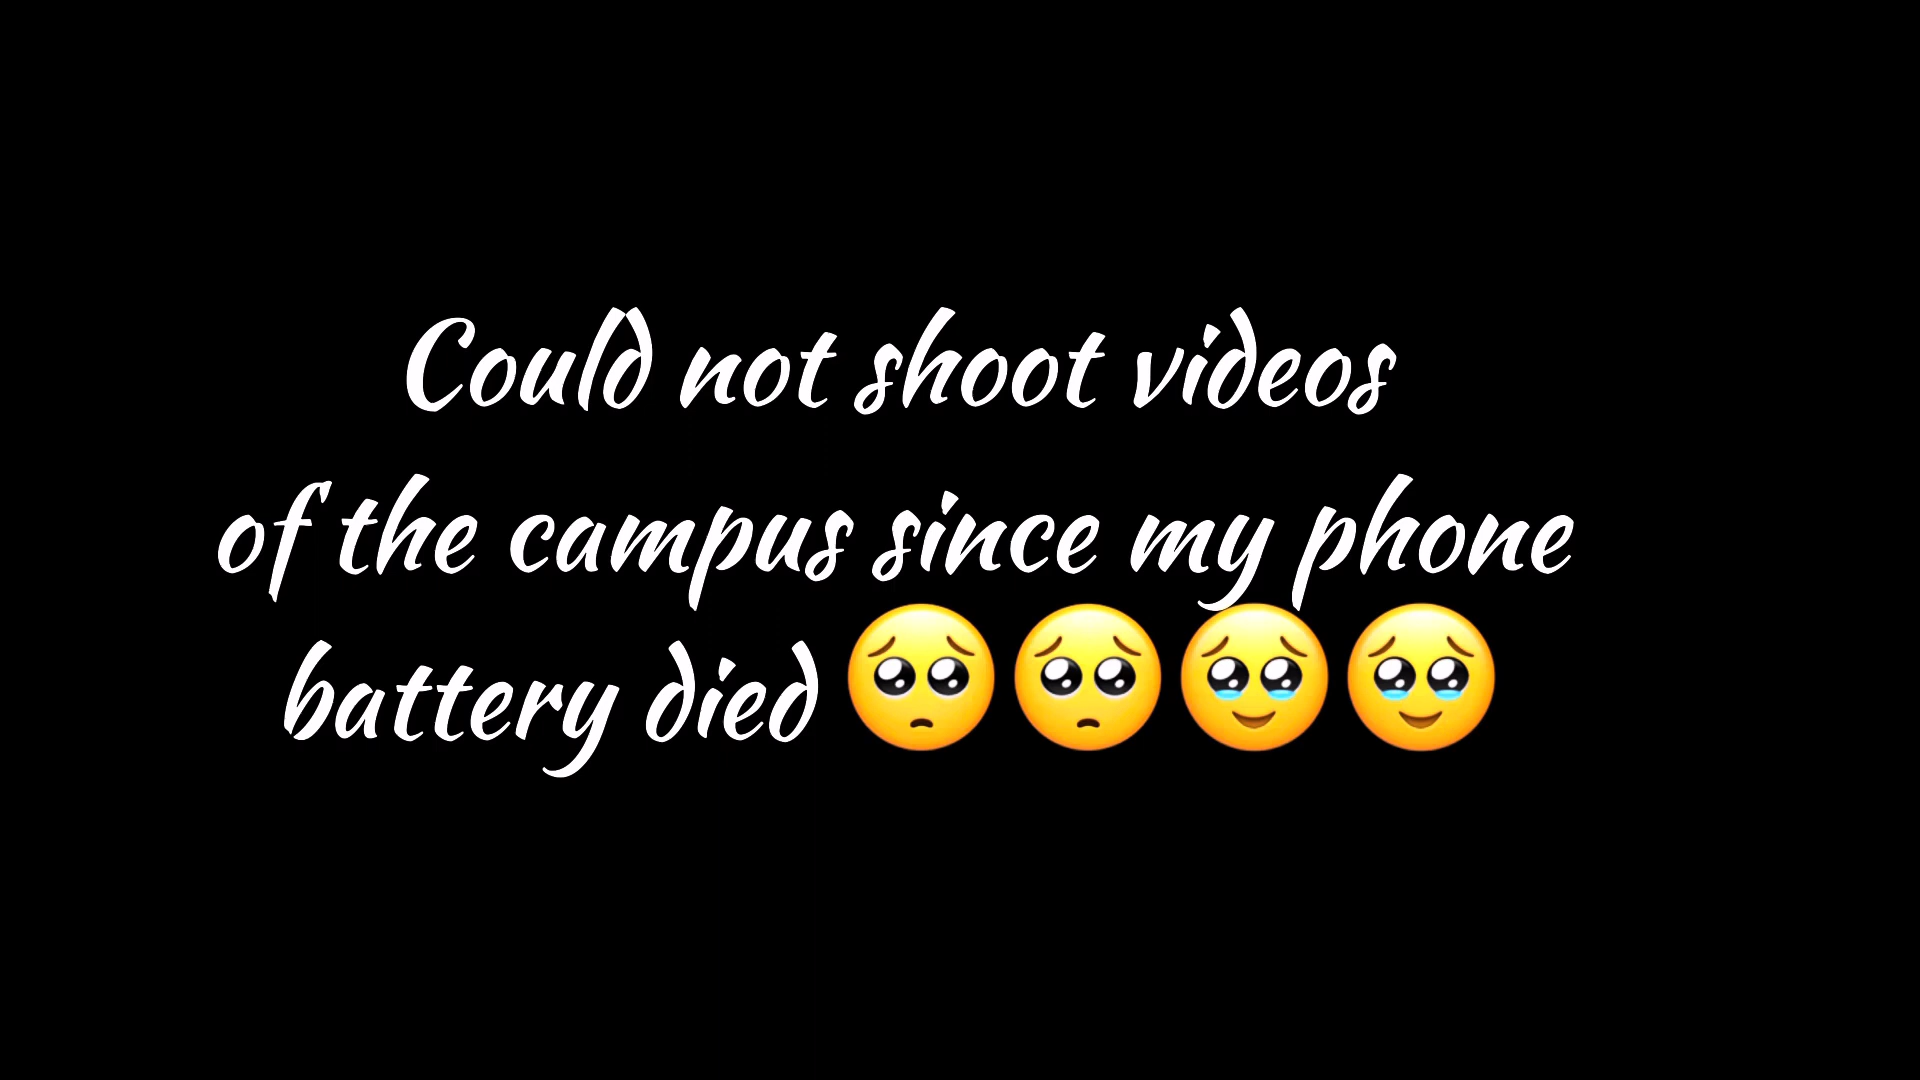 Could not shoot videos
of the campus since my phone
battery died 🥺🥺🥹🥹